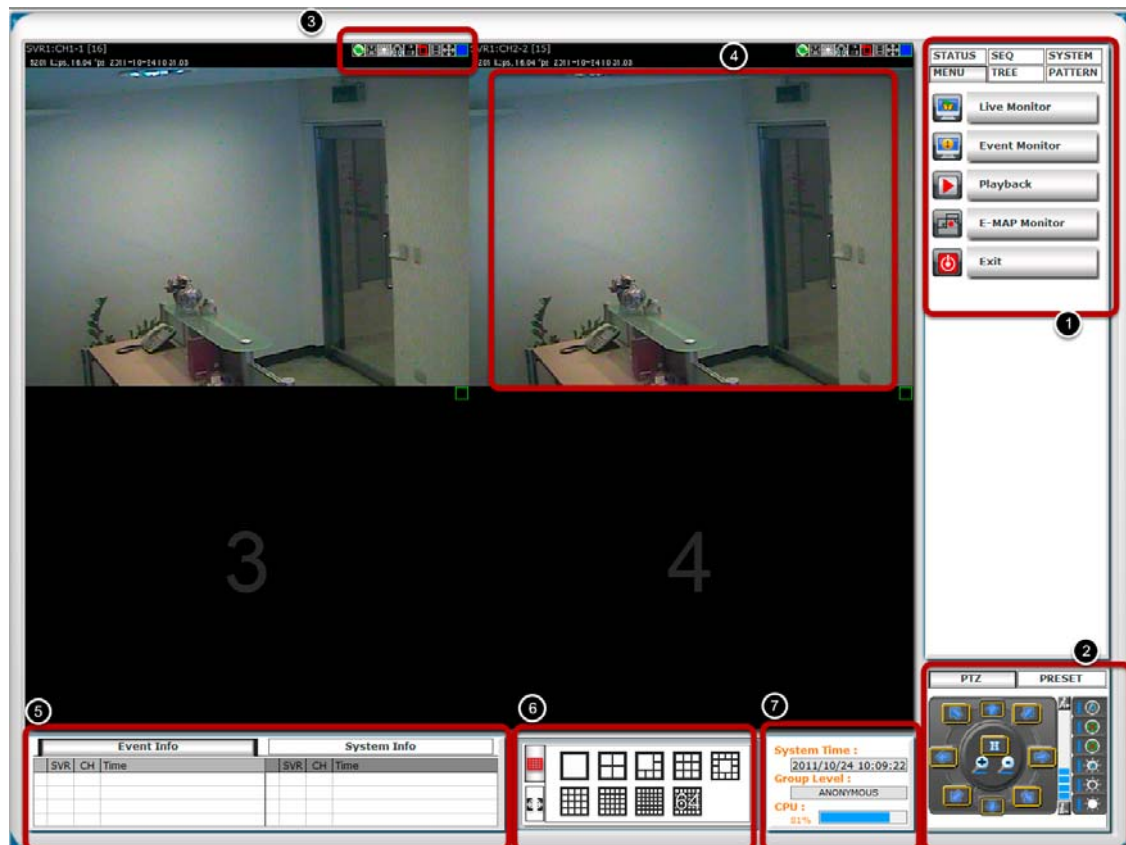 3
SVR1:CH1-1 [16]
SVR1:CH2-2 [15]
4
STATUS SEQ SYSTEM
MENU TREE PATTERN
Live Monitor
Event Monitor
Playback
E-MAP Monitor
Exit
1
3
4
2
PTZ PRESET
H
5
Event Info System Info
SVR CH Time SVR CH Time
6
64
7
System Time :
2011/10/24 10:09:22
Group Level :
ANONYMOUS
CPU :
81%